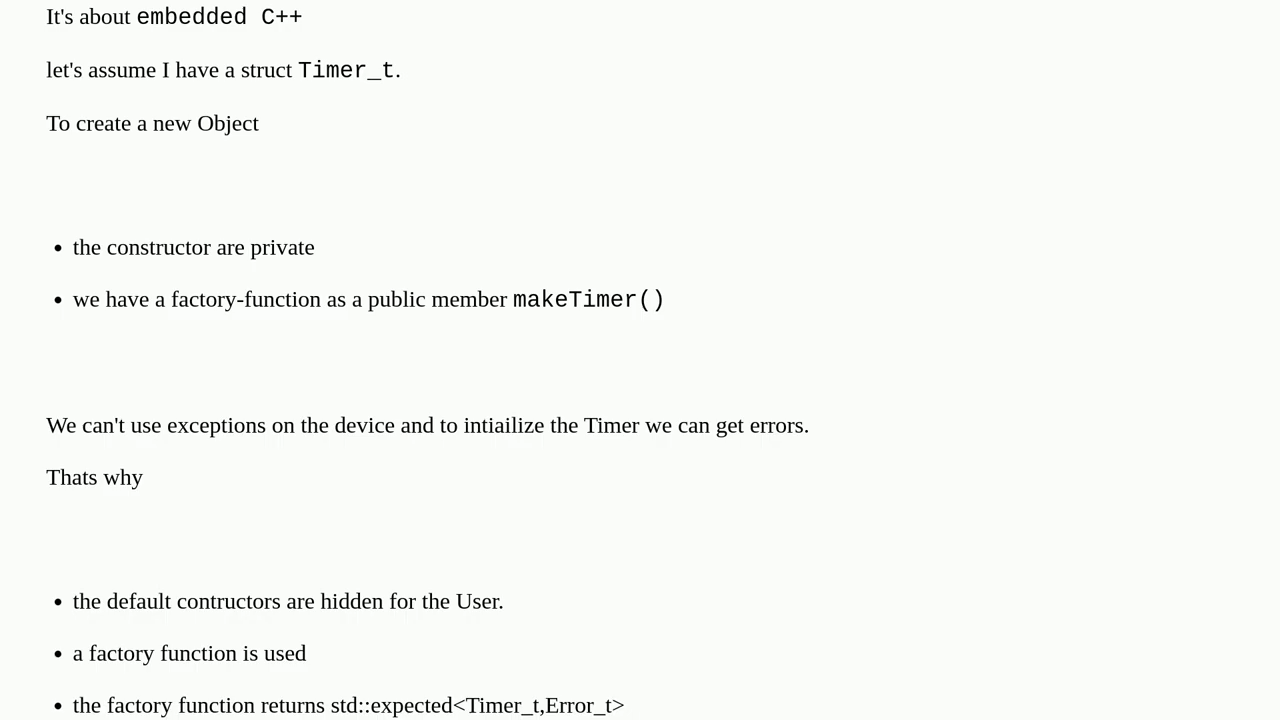 It's about embedded C++
let's assume I have a struct Timer_t.
To create a new Object
• the constructor are private
• we have a factory-function as a public member makeTimer()
We can't use exceptions on the device and to intiailize the Timer we can get errors.
Thats why
• the default contructors are hidden for the User.
• a factory function is used
• the factory function returns std::expected<Timer_t,Error_t>